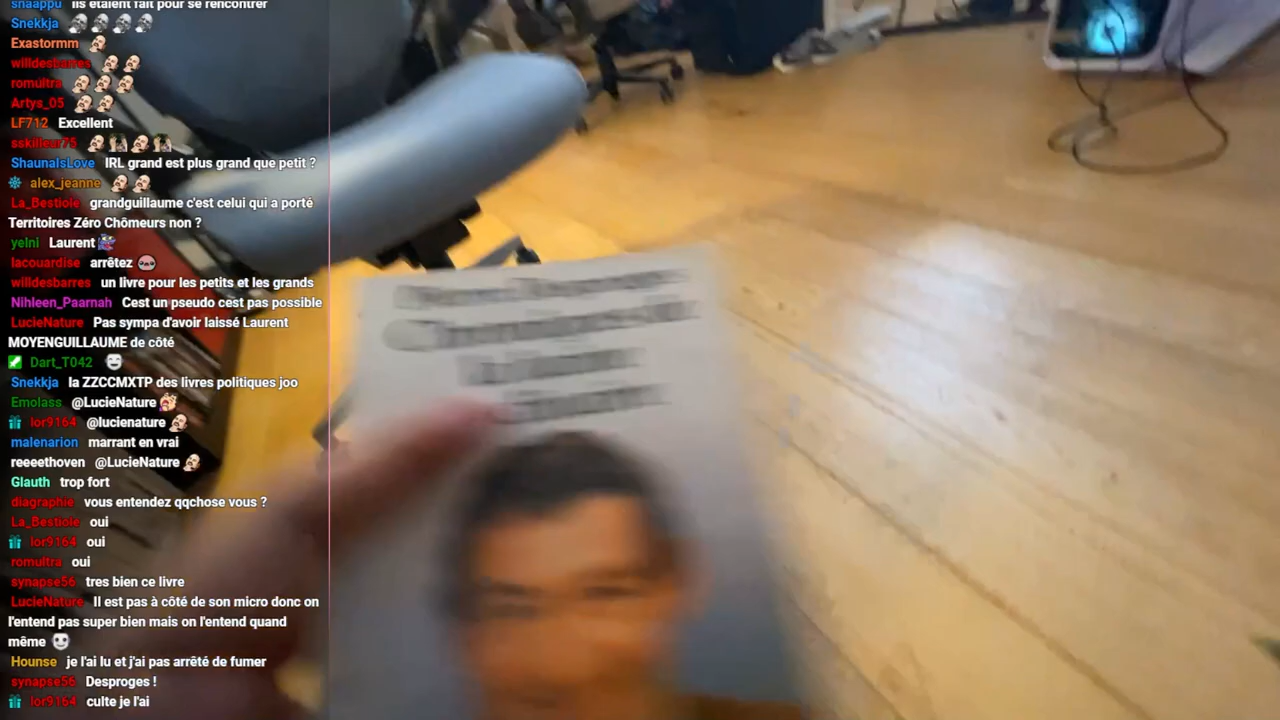 snaappu ils étaient fait pour se rencontrer
Snekkja
Exastormm
willdesbarres
romultra
Artys_05
LF712 Excellent
sskilleur75
ShaunaIsLove IRL grand est plus grand que petit ?
alex_jeanne
La_Bestiole grandguillaume c'est celui qui a porté
Territoires Zéro Chômeurs non ?
yelni Laurent
lacouardise arrêtez
willdesbarres un livre pour les petits et les grands
Nihleen_Paarnah Cest un pseudo cest pas possible
LucieNature Pas sympa d'avoir laissé Laurent
MOYENGUILLAUME de côté
Dart_T042
Snekkja la ZZCCMXTP des livres politiques joo
Emolass @LucieNature
lor9164 @lucienature
malenarion marrant en vrai
reeeethoven @LucieNature
Glauth trop fort
diagraphie vous entendez qqchose vous ?
La_Bestiole oui
lor9164 oui
romultra oui
synapse56 tres bien ce livre
LucieNature Il est pas à côté de son micro donc on
l'entend pas super bien mais on l'entend quand
même
Hounse je l'ai lu et j'ai pas arrêté de fumer
synapse56 Desproges !
lor9164 culte je l'ai